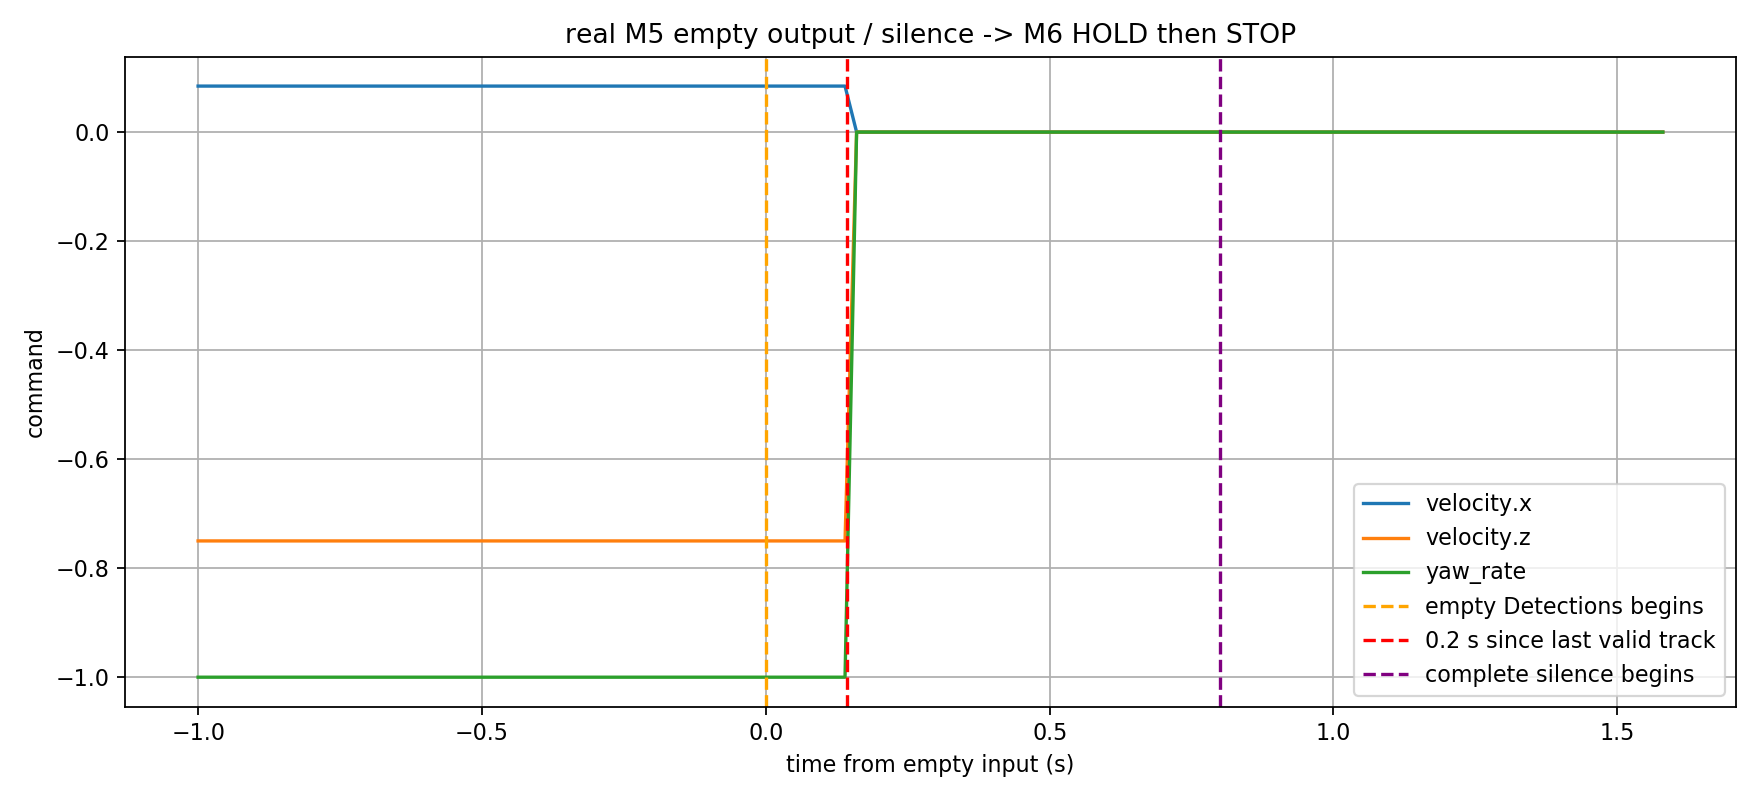 real M5 empty output / silence -> M6 HOLD then STOP
command
0.0
−0.2
−0.4
−0.6
−0.8
−1.0
velocity.x
velocity.z
yaw_rate
empty Detections begins
0.2 s since last valid track
complete silence begins
−1.0 −0.5 0.0 0.5 1.0 1.5
time from empty input (s)